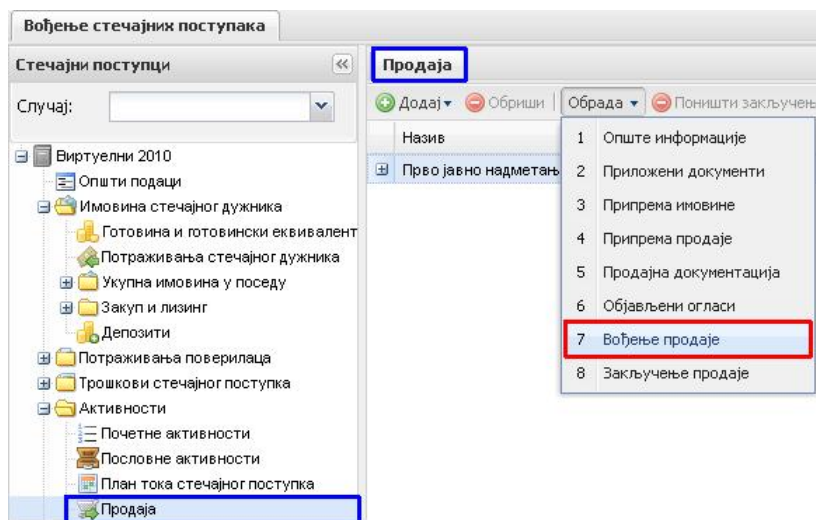 Вођење стечајних поступака
Стечајни поступци
Случај:
Виртуелни 2010
Општи подаци
Имовина стечајног дужника
Готовина и готовински еквивалент
Потраживања стечајног дужника
Укупна имовина у поседу
Закуп и лизинг
Депозити
Потраживања поверилаца
Трошкови стечајног поступка
Активности
Почетне активности
Пословне активности
План тока стечајног поступка
Продаја
Продаја
Додај Обриши Обрада Поништи закључењ
Назив
Прво јавно надметањ
1 Опште информације
2 Приложени документи
3 Припрема имовине
4 Припрема продаје
5 Продајна документација
6 Објављени огласи
7 Вођење продаје
8 Закључење продаје